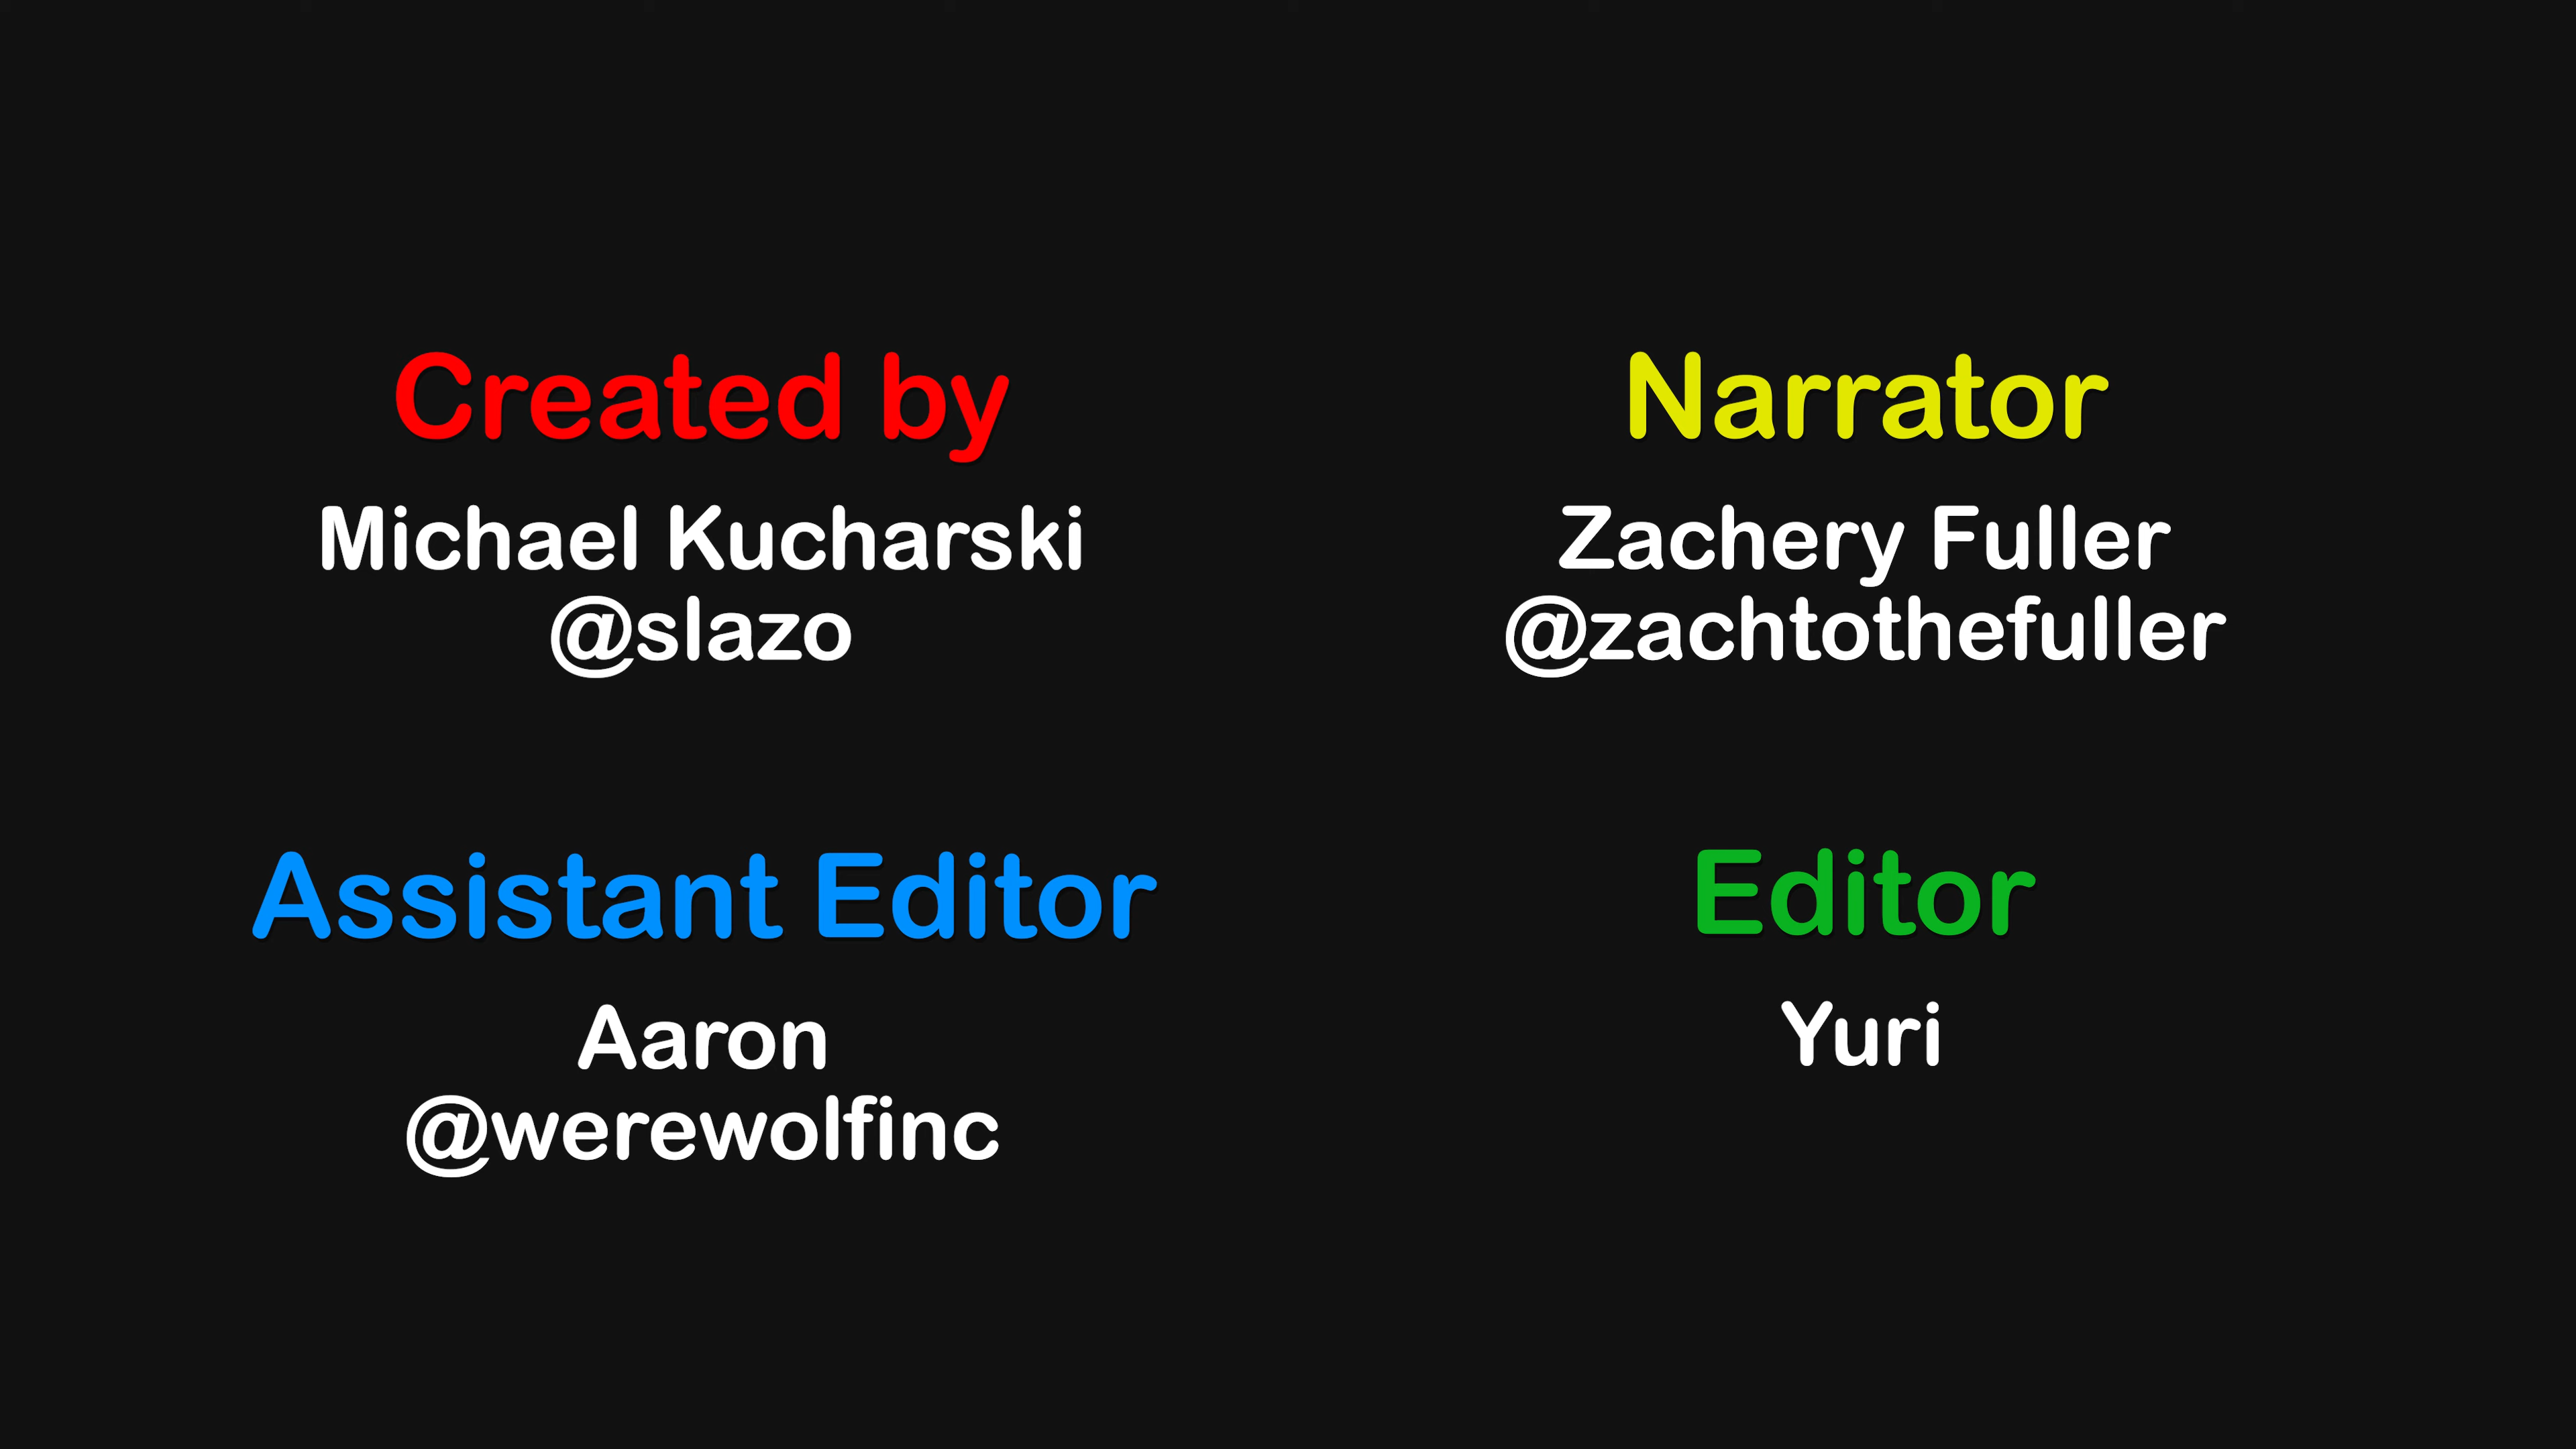 Created by
Michael Kucharski
@slazo
Narrator
Zachery Fuller
@zachtothefuller
Assistant Editor
Aaron
@werewolfinc
Editor
Yuri